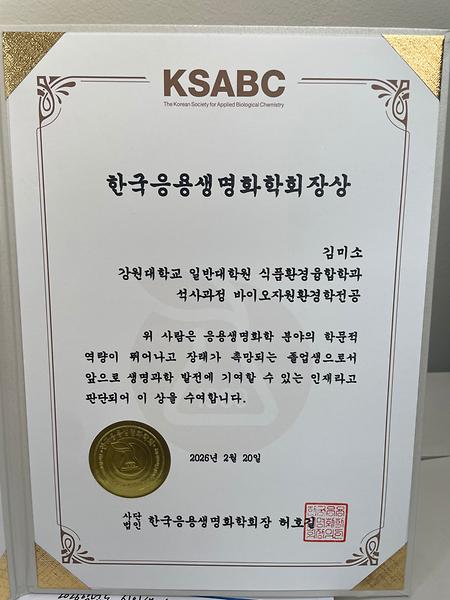 KSABC
The Korean Society for Applied Biological Chemistry
한국응용생명화학회장상
김미소
강원대학교 일반대학원 식품환경융합학과
석사과정 바이오자원환경학전공
위 사람은 응용생명화학 분야의 학문적
역량이 뛰어나고 장태가 촉망되는 졸업생으로서
앞으로 생명과학 발전에 기여할 수 있는 인재라고
판단되어 이 상을 수여합니다.
2026년 2월 20일
사단
법인 한국응용생명화학회장 허호길